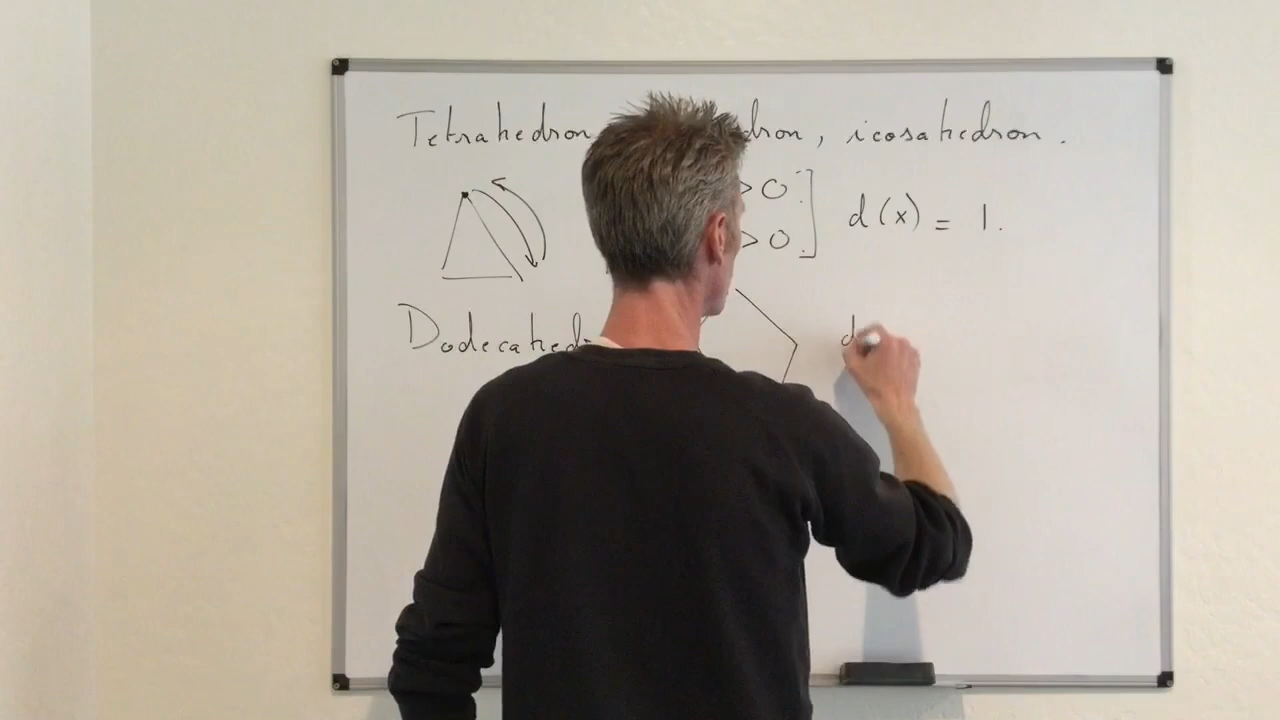 Tetrahedron dron, icosahedron.
>0
>0 ] d(x) = 1.
Dodecahed d